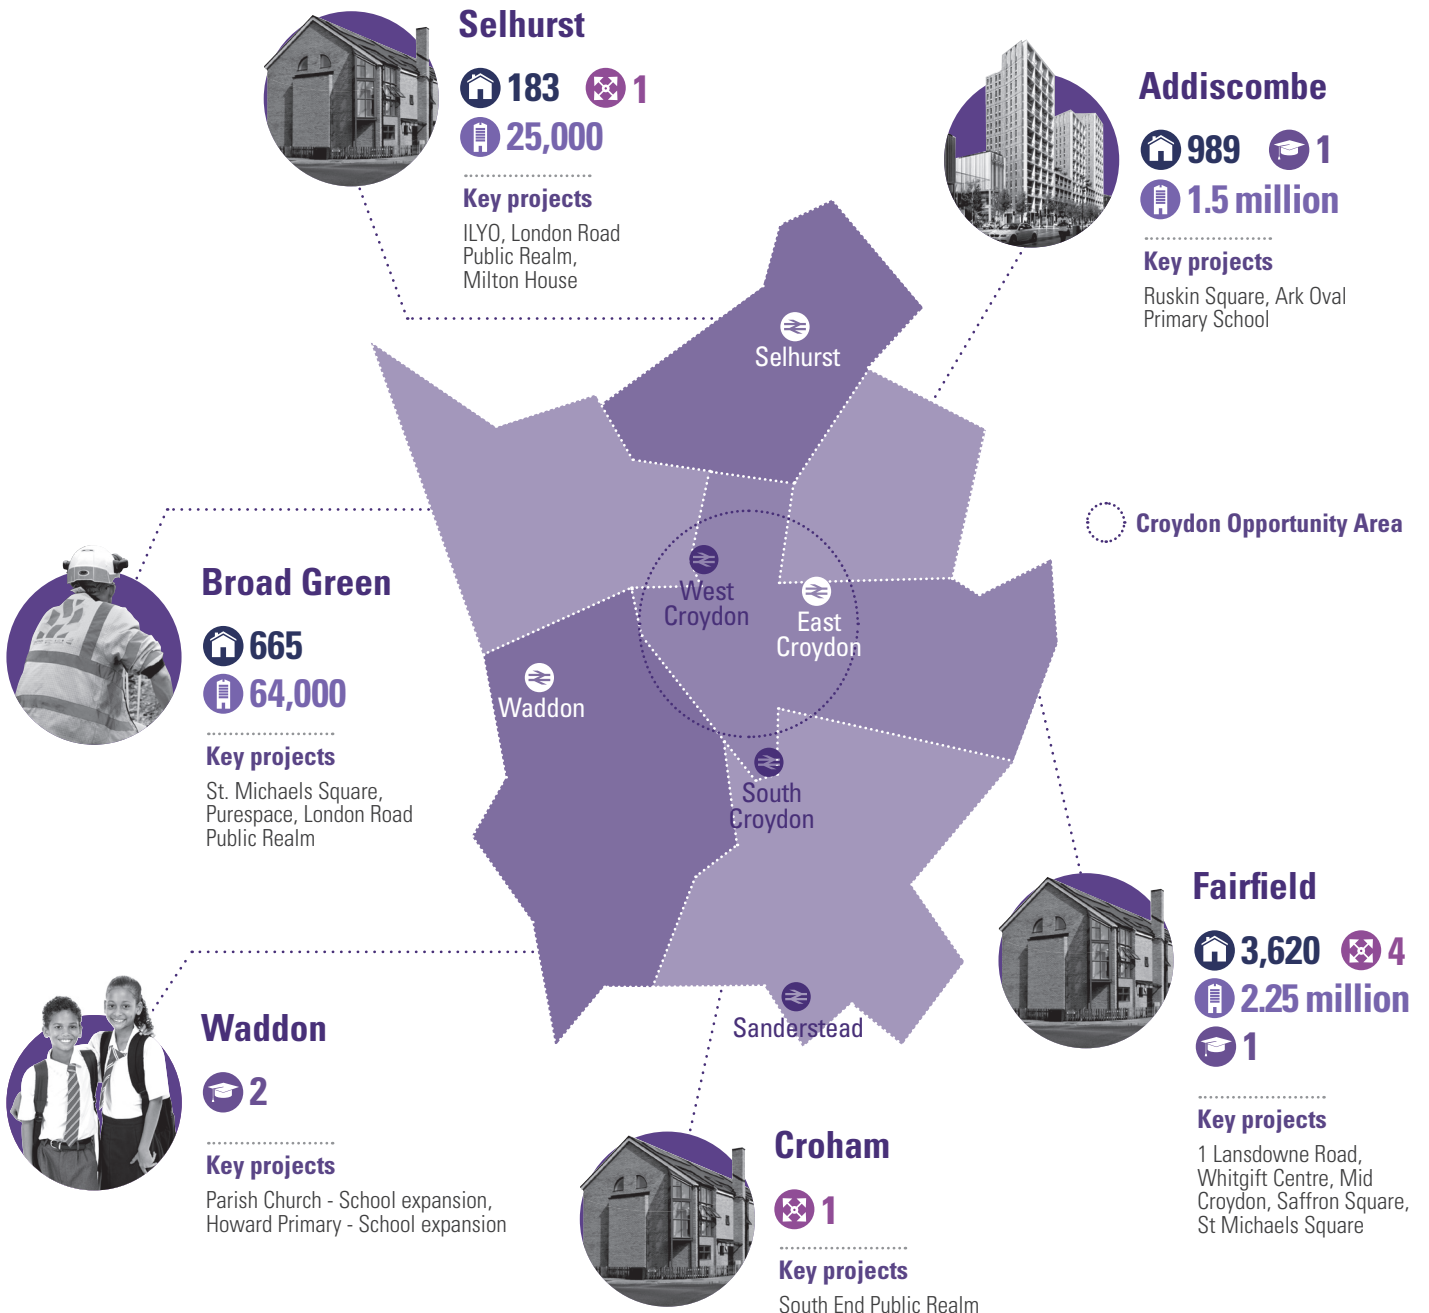 Selhurst
183 1
25,000
Key projects
ILYO, London Road
Public Realm,
Milton House
Addiscombe
989 1
1.5 million
Key projects
Ruskin Square, Ark Oval
Primary School
Selhurst
Croydon Opportunity Area
West
Croydon
East
Croydon
Waddon
South
Croydon
Sanderstead
Broad Green
665
64,000
Key projects
St. Michaels Square,
Purespace, London Road
Public Realm
Fairfield
3,620 4
2.25 million
1
Key projects
1 Lansdowne Road,
Whitgift Centre, Mid
Croydon, Saffron Square,
St Michaels Square
Waddon
2
Key projects
Parish Church - School expansion,
Howard Primary - School expansion
Croham
1
Key projects
South End Public Realm